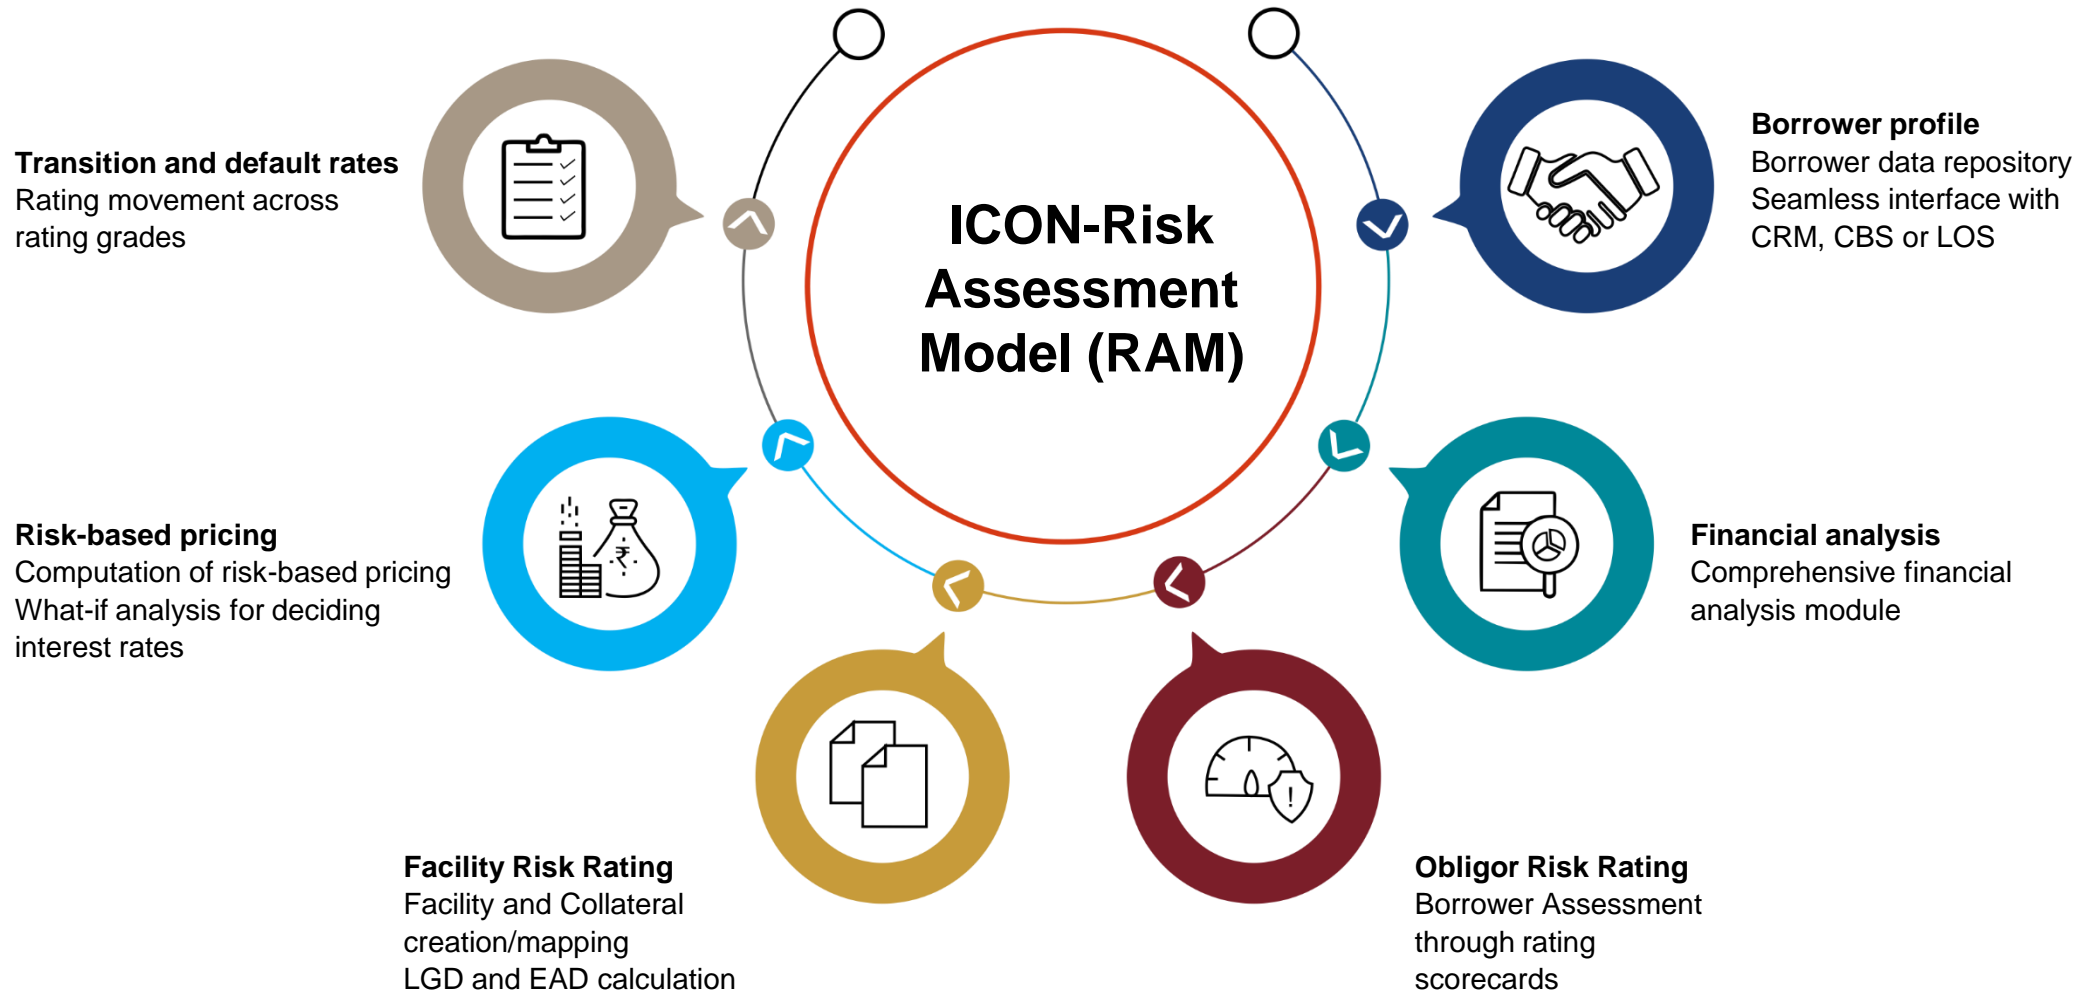 ICON-Risk
Assessment
Model (RAM)
Borrower profile
Borrower data repository
Seamless interface with
CRM, CBS or LOS
Financial analysis
Comprehensive financial
analysis module
Obligor Risk Rating
Borrower Assessment
through rating
scorecards
Facility Risk Rating
Facility and Collateral
creation/mapping
LGD and EAD calculation
Risk-based pricing
Computation of risk-based pricing
What-if analysis for deciding
interest rates
₹
!
Transition and default rates
Rating movement across
rating grades